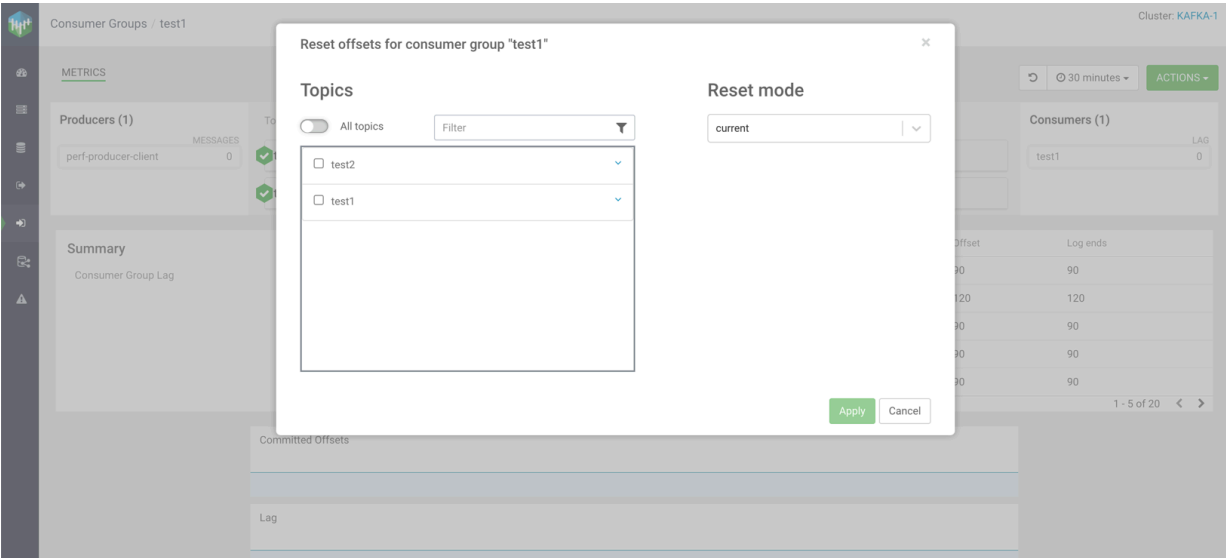 Consumer Groups / test1
Cluster: KAFKA-1
Reset offsets for consumer group "test1"
×
METRICS
30 minutes
ACTIONS
Topics
Reset mode
All topics
Filter
current
Producers (1)
MESSAGES
perf-producer-client 0
To
Consumers (1)
LAG
test1 0
test2
test1
Summary
Consumer Group Lag
Offset Log ends
90 90
120 120
90 90
90 90
90 90
1 - 5 of 20
Apply
Cancel
Committed Offsets
Lag